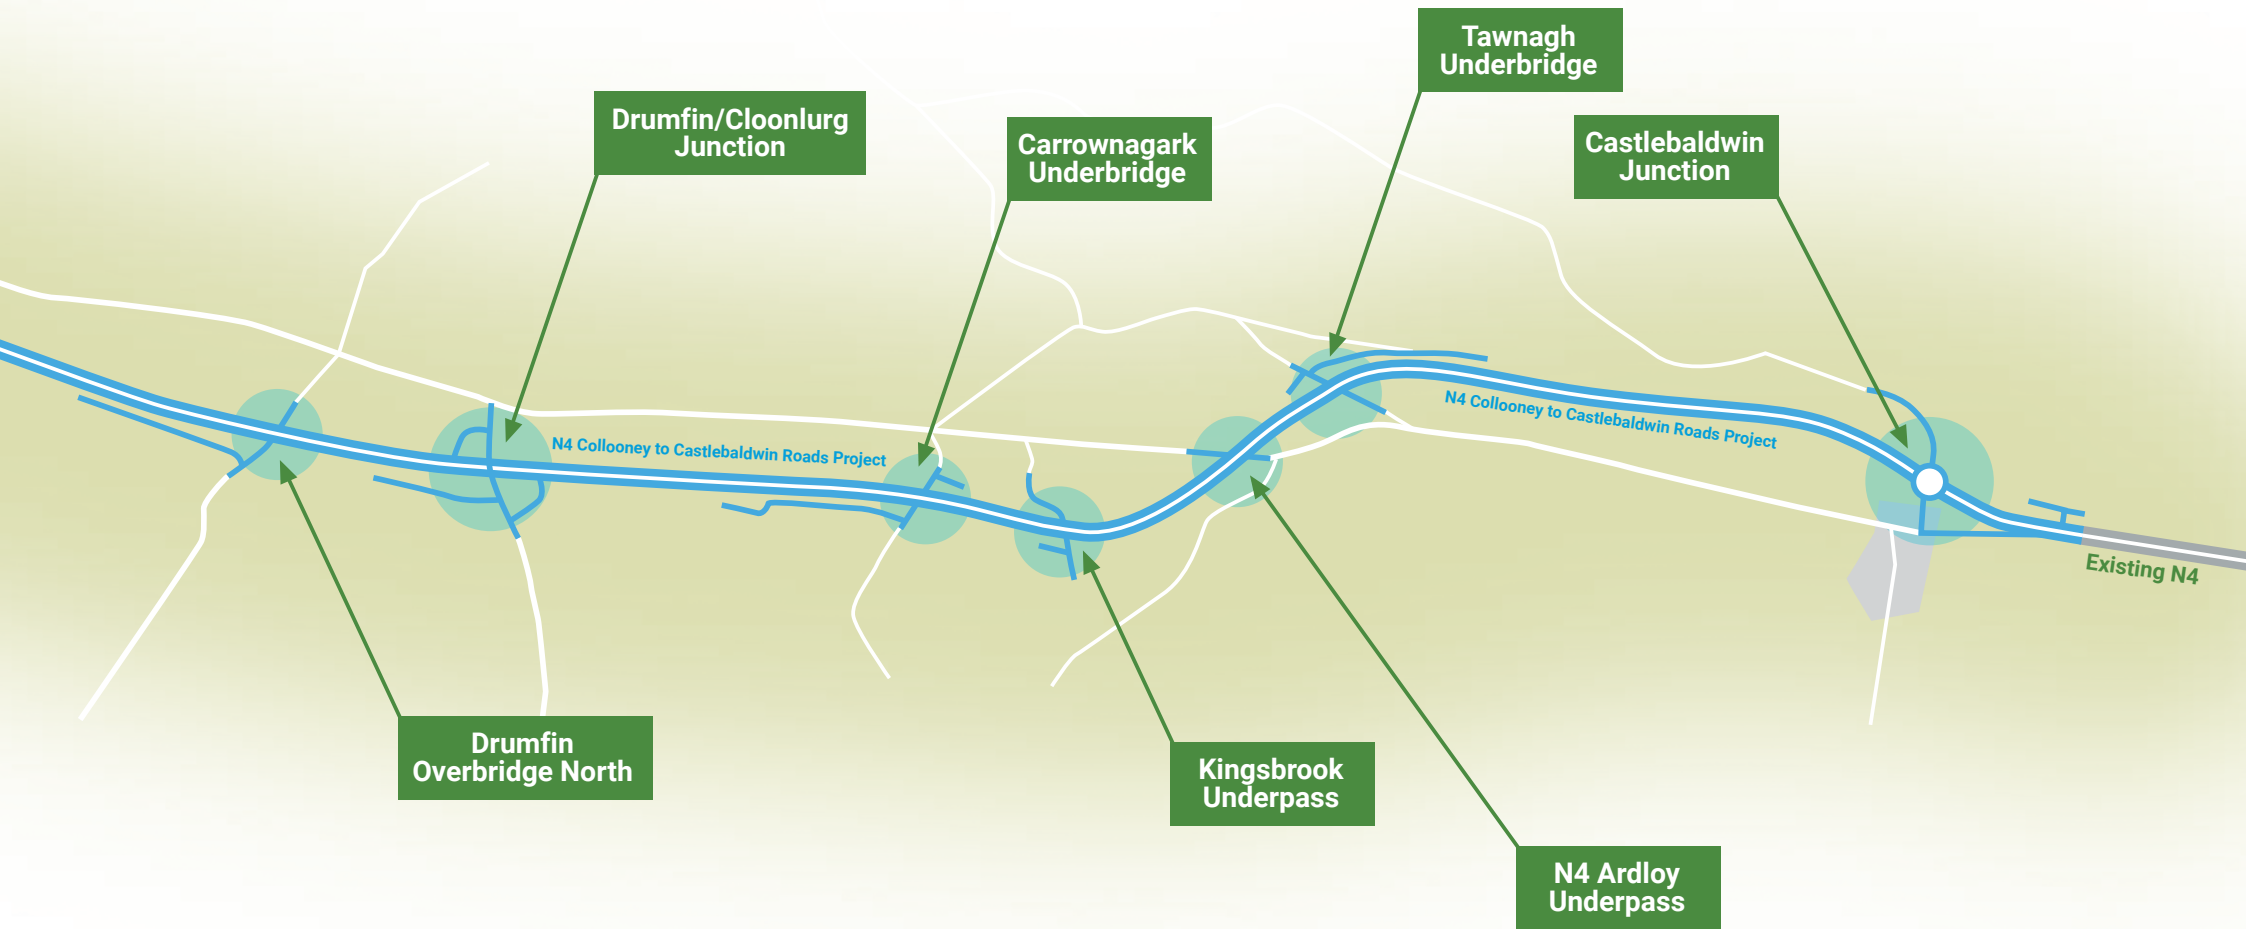 Tawnagh
Underbridge
Drumfin/Cloonlurg
Junction
Carrownagark
Underbridge
Castlebaldwin
Junction
N4 Collooney to Castlebaldwin Roads Project
N4 Collooney to Castlebaldwin Roads Project
Existing N4
Drumfin
Overbridge North
Kingsbrook
Underpass
N4 Ardloy
Underpass